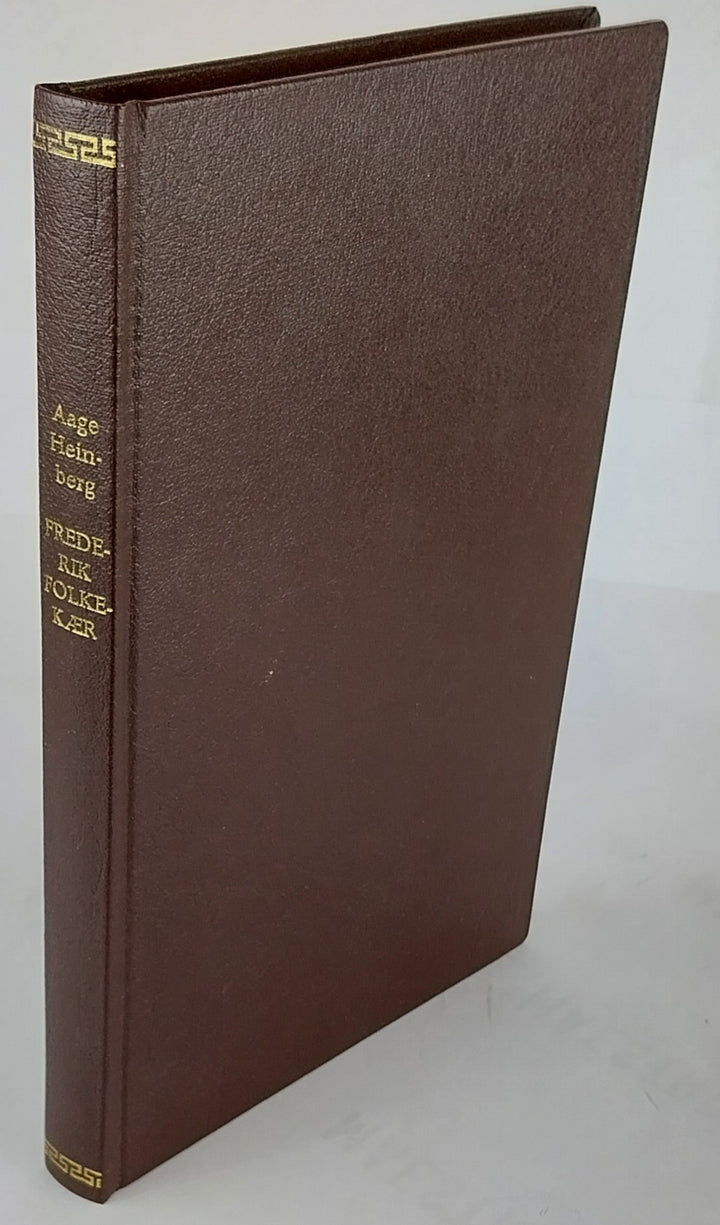 Aage
Hein-
berg
FREDE-
RIK
FOLKE-
KÆR